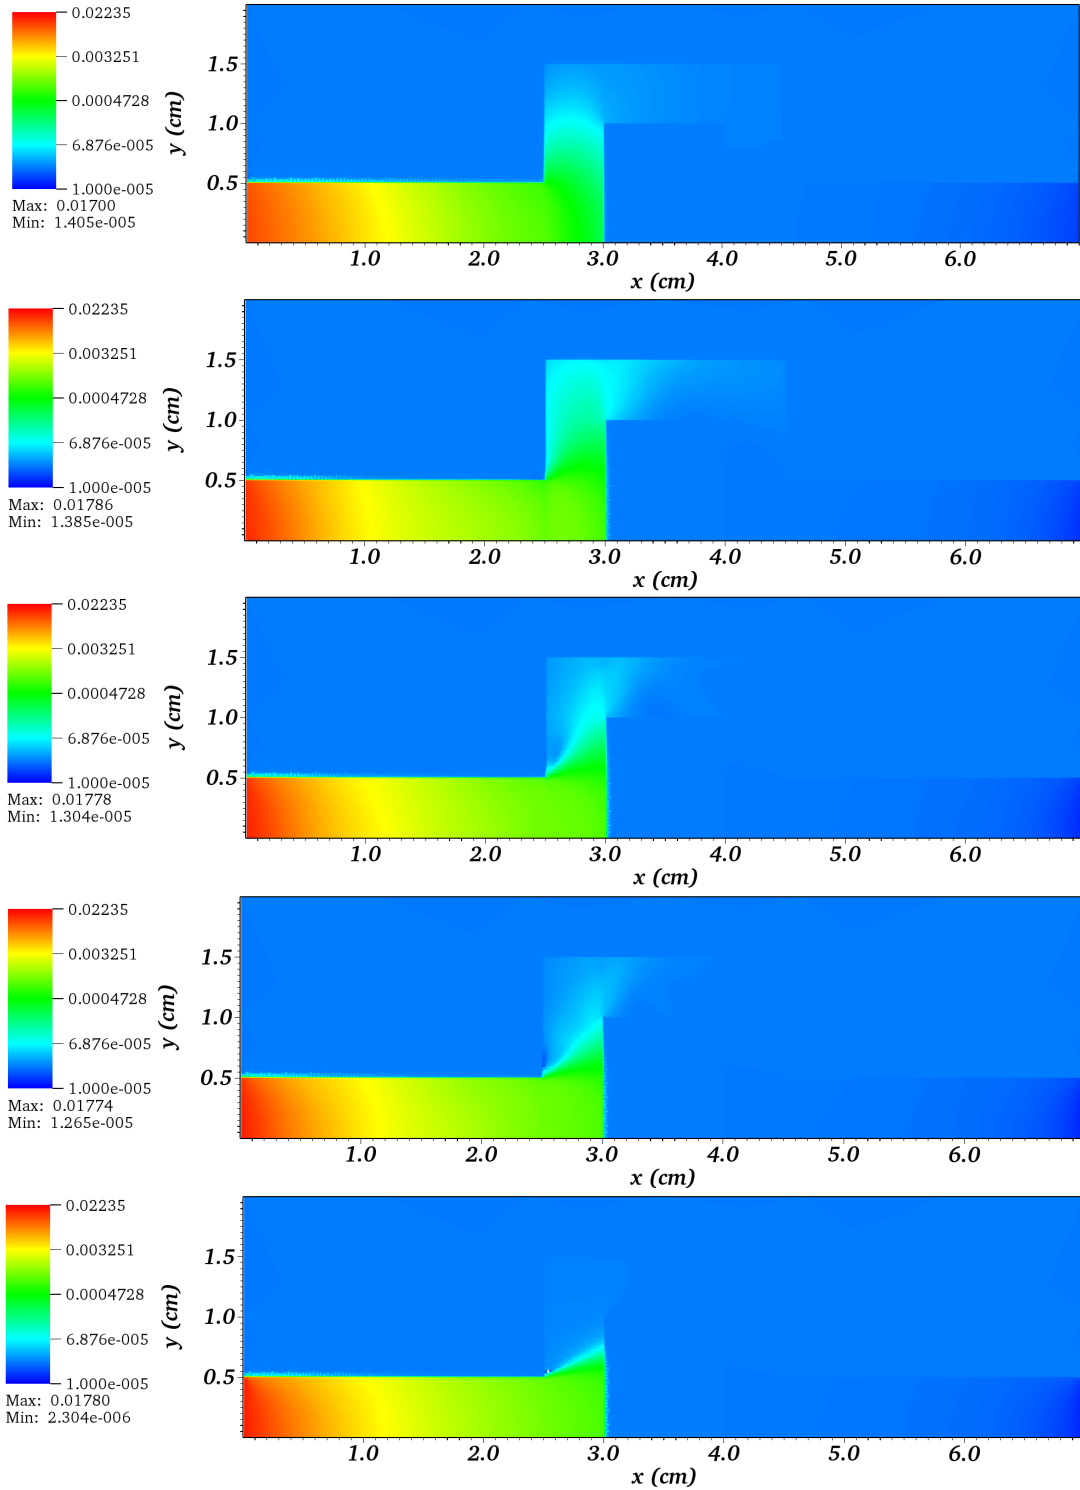 0.02235
0.003251
0.0004728
6.876e-005
1.000e-005
Max: 0.01700
Min: 1.405e-005
y (cm)
1.5
1.0
0.5
1.0 2.0 3.0 4.0 5.0 6.0
x (cm)
0.02235
0.003251
0.0004728
6.876e-005
1.000e-005
Max: 0.01786
Min: 1.385e-005
y (cm)
1.5
1.0
0.5
1.0 2.0 3.0 4.0 5.0 6.0
x (cm)
0.02235
0.003251
0.0004728
6.876e-005
1.000e-005
Max: 0.01778
Min: 1.304e-005
y (cm)
1.5
1.0
0.5
1.0 2.0 3.0 4.0 5.0 6.0
x (cm)
0.02235
0.003251
0.0004728
6.876e-005
1.000e-005
Max: 0.01774
Min: 1.265e-005
y (cm)
1.5
1.0
0.5
1.0 2.0 3.0 4.0 5.0 6.0
x (cm)
0.02235
0.003251
0.0004728
6.876e-005
1.000e-005
Max: 0.01780
Min: 2.304e-006
y (cm)
1.5
1.0
0.5
1.0 2.0 3.0 4.0 5.0 6.0
x (cm)